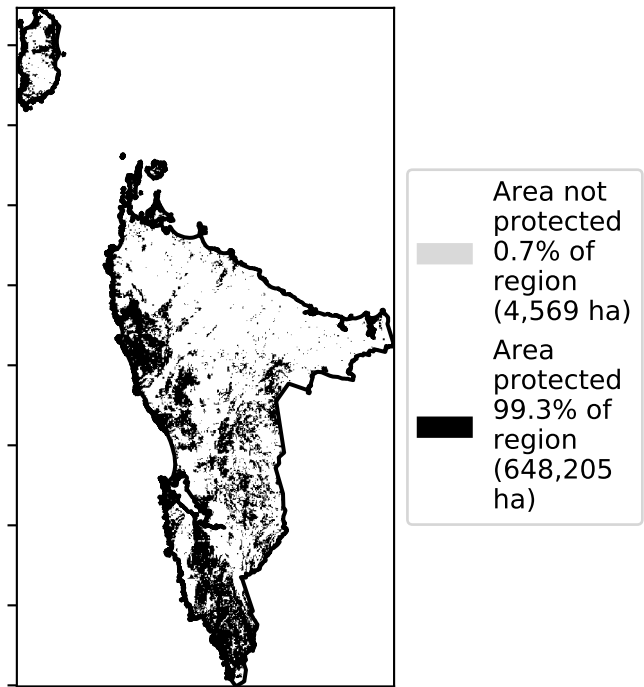 Area not
protected
0.7% of
region
(4,569 ha)
Area
protected
99.3% of
region
(648,205
ha)